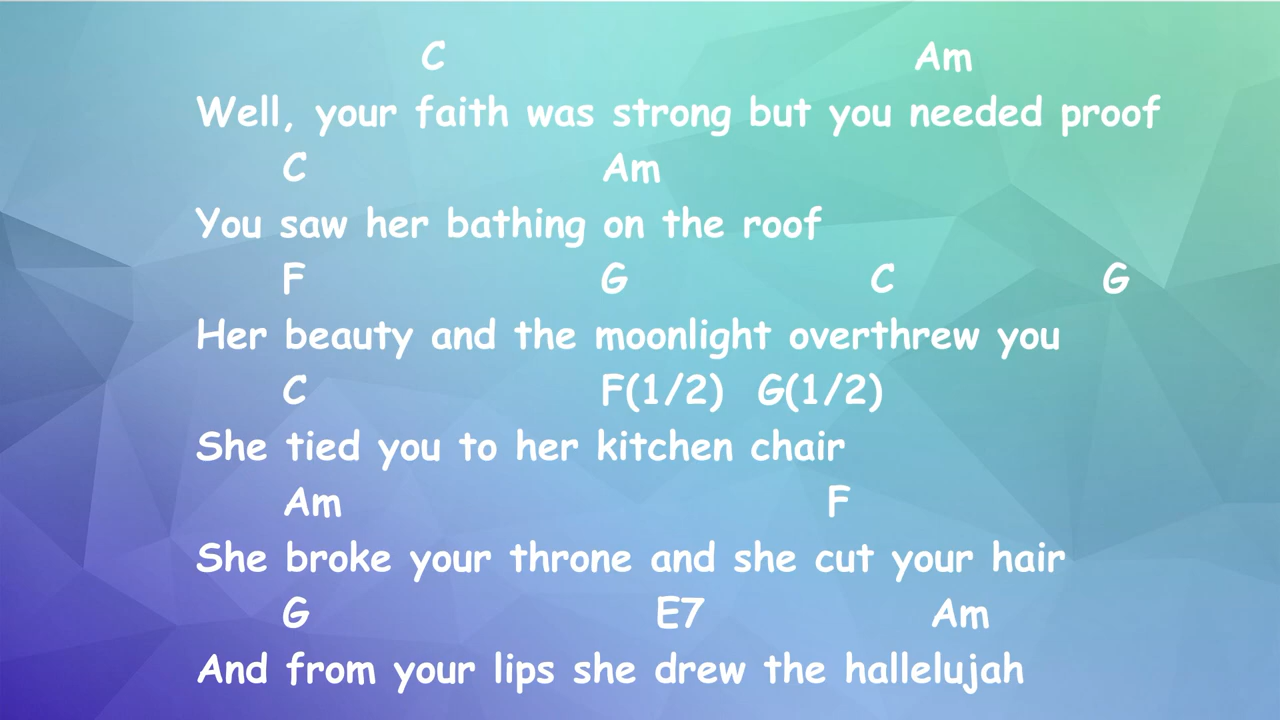 C Am
Well, your faith was strong but you needed proof
C Am
You saw her bathing on the roof
F G C G
Her beauty and the moonlight overthrew you
C F(1/2) G(1/2)
She tied you to her kitchen chair
Am F
She broke your throne and she cut your hair
G E7 Am
And from your lips she drew the hallelujah